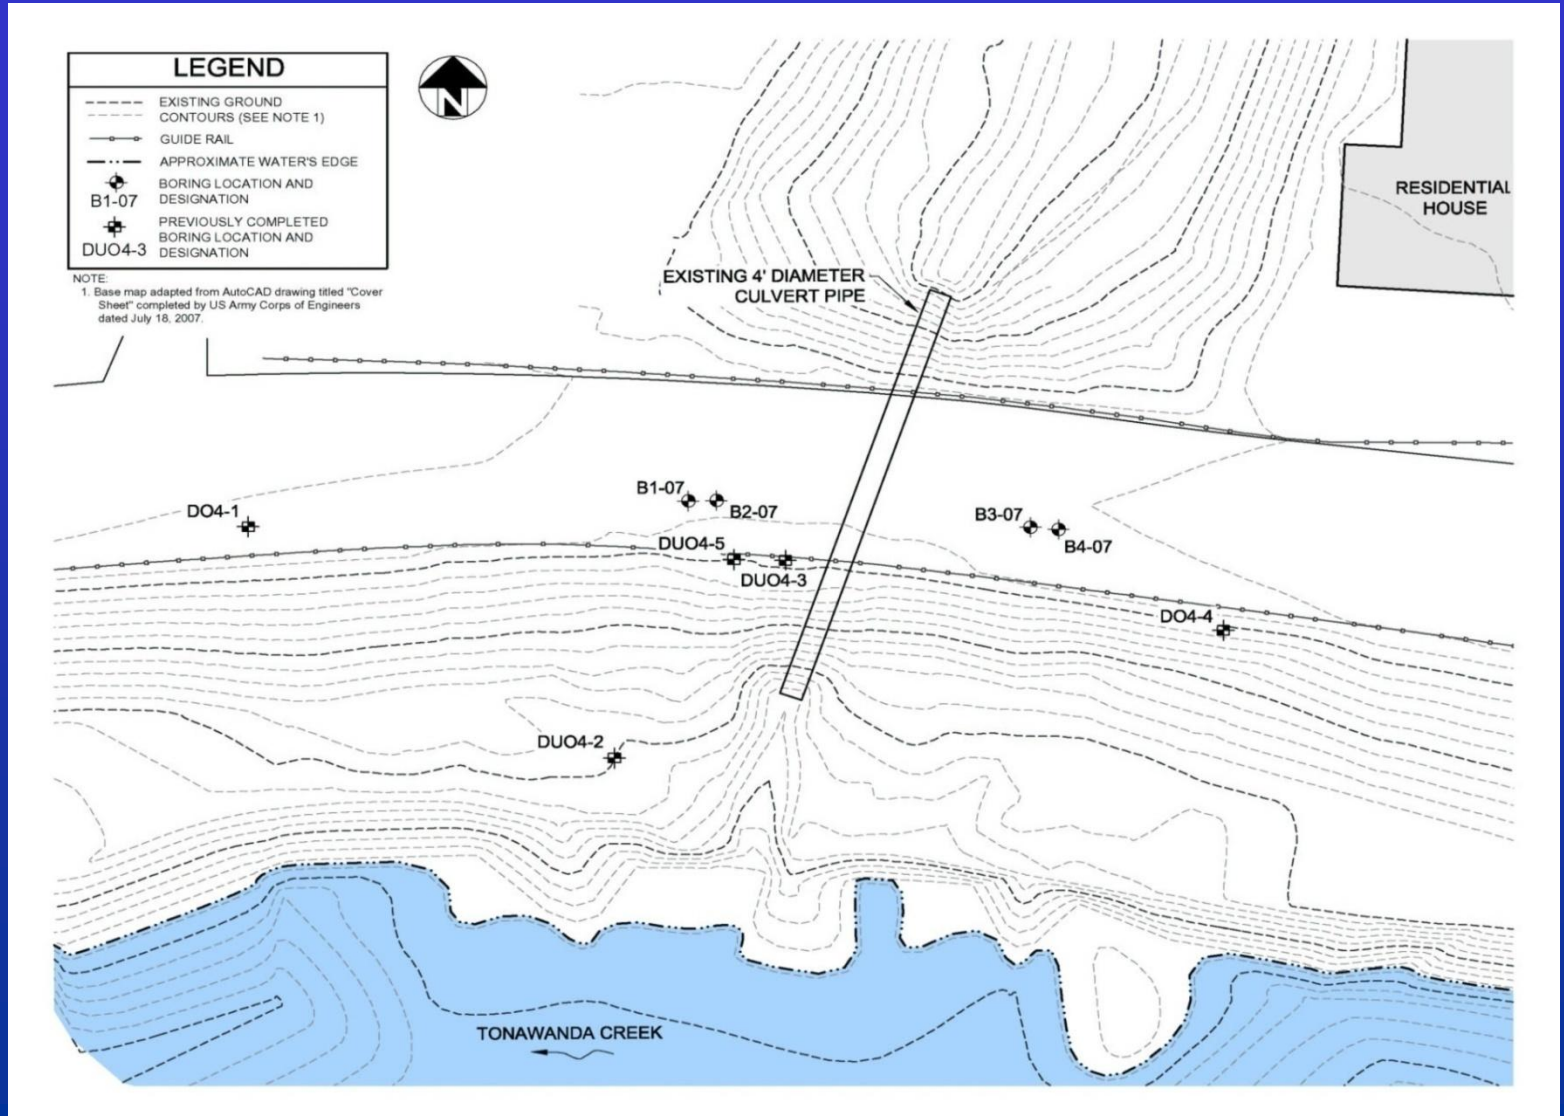 LEGEND
EXISTING GROUND
CONTOURS (SEE NOTE 1)
GUIDE RAIL
APPROXIMATE WATER'S EDGE
BORING LOCATION AND
DESIGNATION
B1-07
PREVIOUSLY COMPLETED
BORING LOCATION AND
DESIGNATION
DUO4-3
NOTE:
1. Base map adapted from AutoCAD drawing titled "Cover
Sheet" completed by US Army Corps of Engineers
dated July 18, 2007.
N
RESIDENTIAL
HOUSE
EXISTING 4' DIAMETER
CULVERT PIPE
B1-07
B2-07
DO4-1
B3-07
B4-07
DUO4-5
DUO4-3
DO4-4
DUO4-2
TONAWANDA CREEK